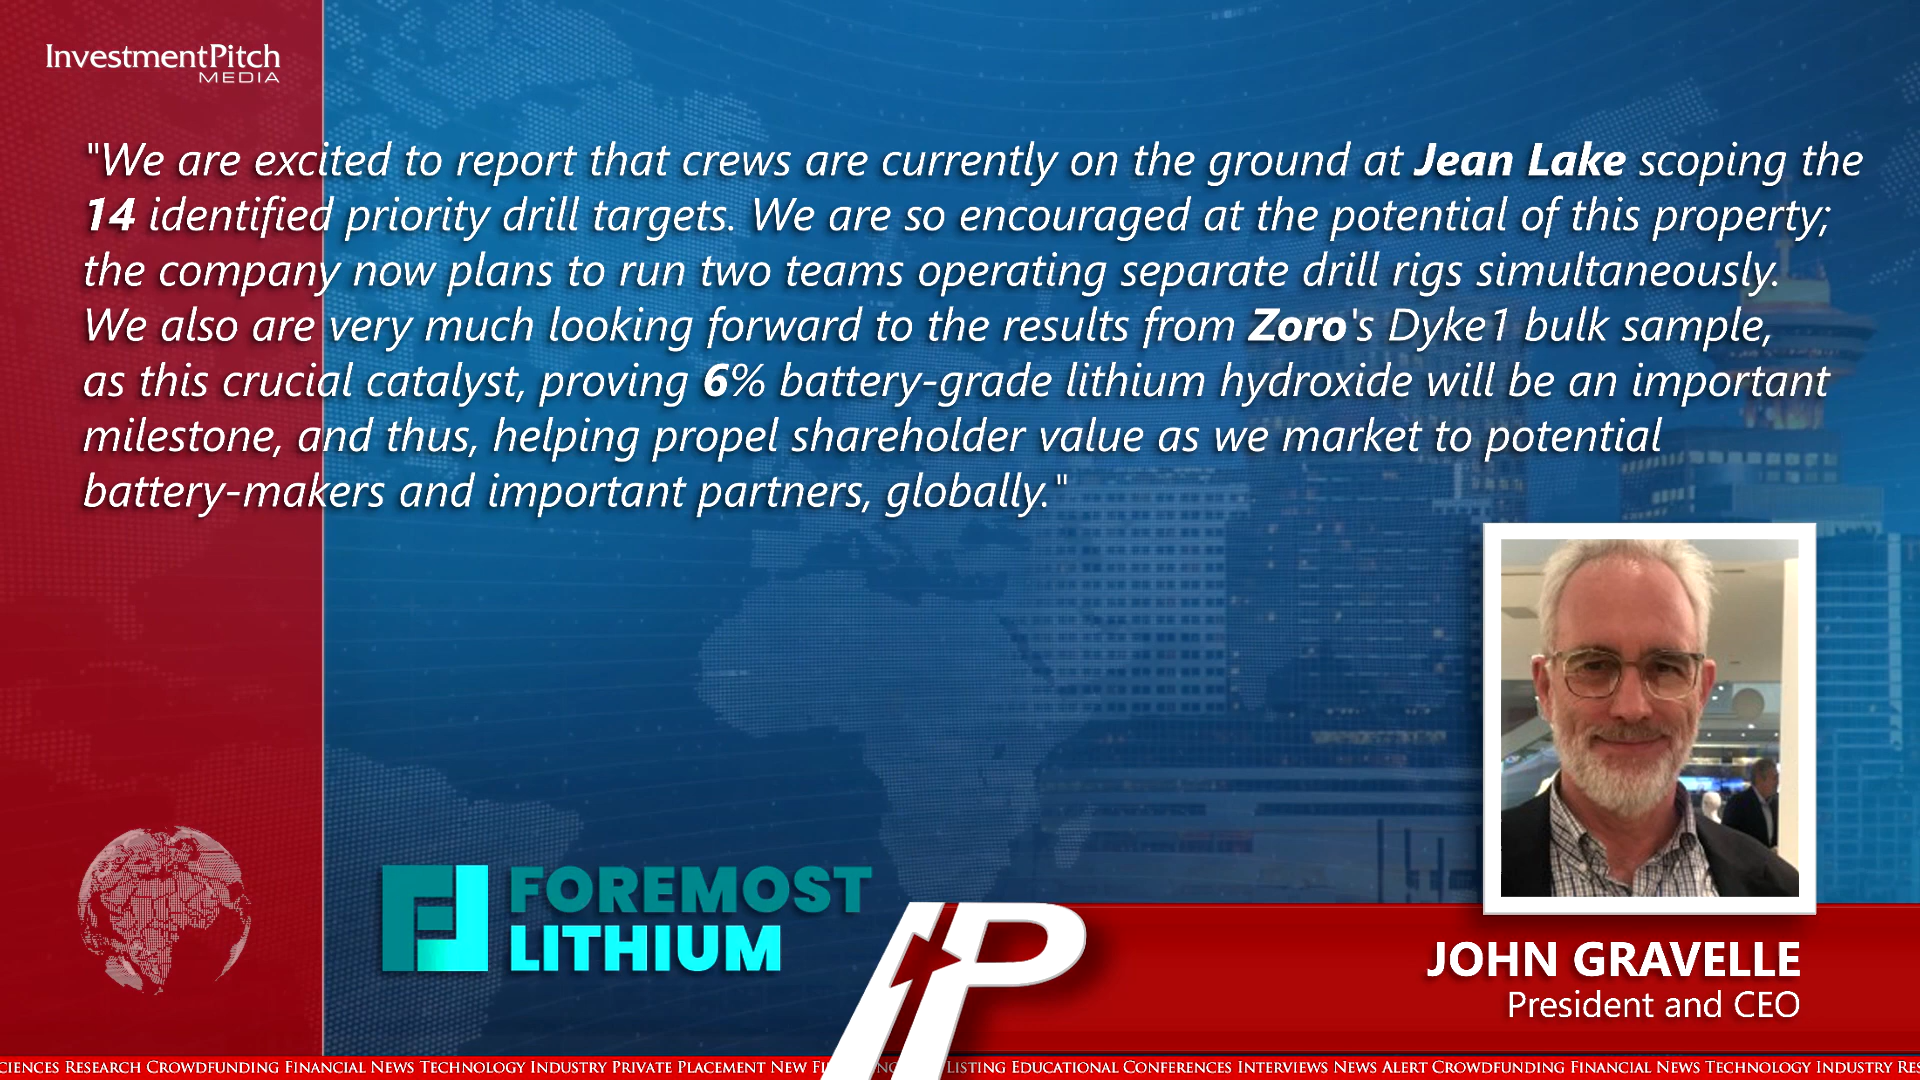 InvestmentPitch
MEDIA
"We are excited to report that crews are currently on the ground at Jean Lake scoping the
14 identified priority drill targets. We are so encouraged at the potential of this property;
the company now plans to run two teams operating separate drill rigs simultaneously.
We also are very much looking forward to the results from Zoro's Dyke1 bulk sample,
as this crucial catalyst, proving 6% battery-grade lithium hydroxide will be an important
milestone, and thus, helping propel shareholder value as we market to potential
battery-makers and important partners, globally."
FOREMOST
LITHIUM
IP
JOHN GRAVELLE
President and CEO
CIENCES RESEARCH CROWDFUNDING FINANCIAL NEWS TECHNOLOGY INDUSTRY PRIVATE PLACEMENT NEW LISTING EDUCATIONAL CONFERENCES INTERVIEWS NEWS ALERT CROWDFUNDING FINANCIAL NEWS TECHNOLOGY INDUSTRY RES